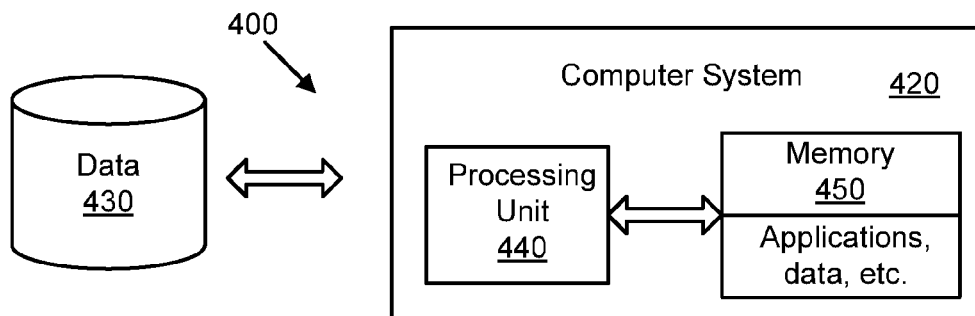 400
Computer System
420
Data
430
Processing
Unit
440
Memory
450
Applications,
data, etc.